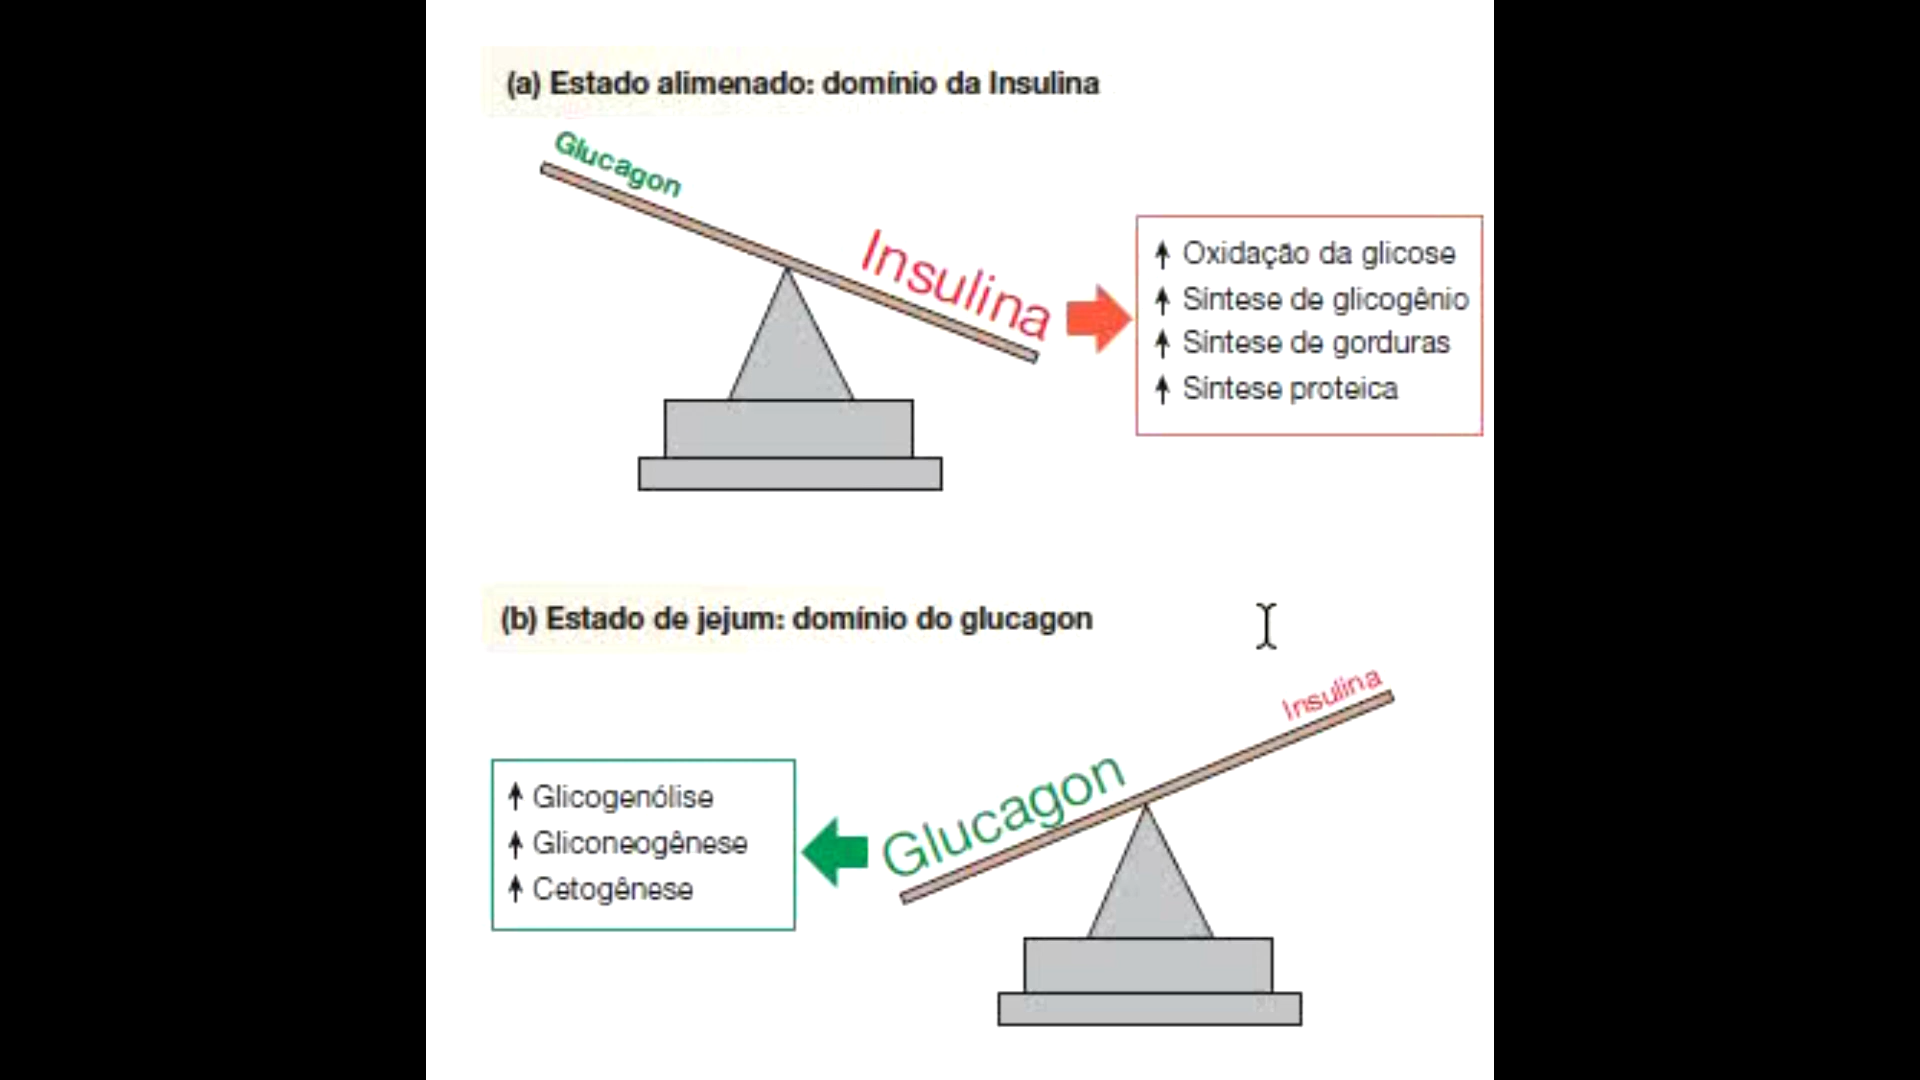 (a) Estado alimenado: domínio da Insulina
Glucagon
Insulina
Oxidação da glicose
Síntese de glicogênio
Síntese de gorduras
Síntese proteica
(b) Estado de jejum: domínio do glucagon
Insulina
Glucagon
Glicogenólise
Gliconeogênese
Cetogênese